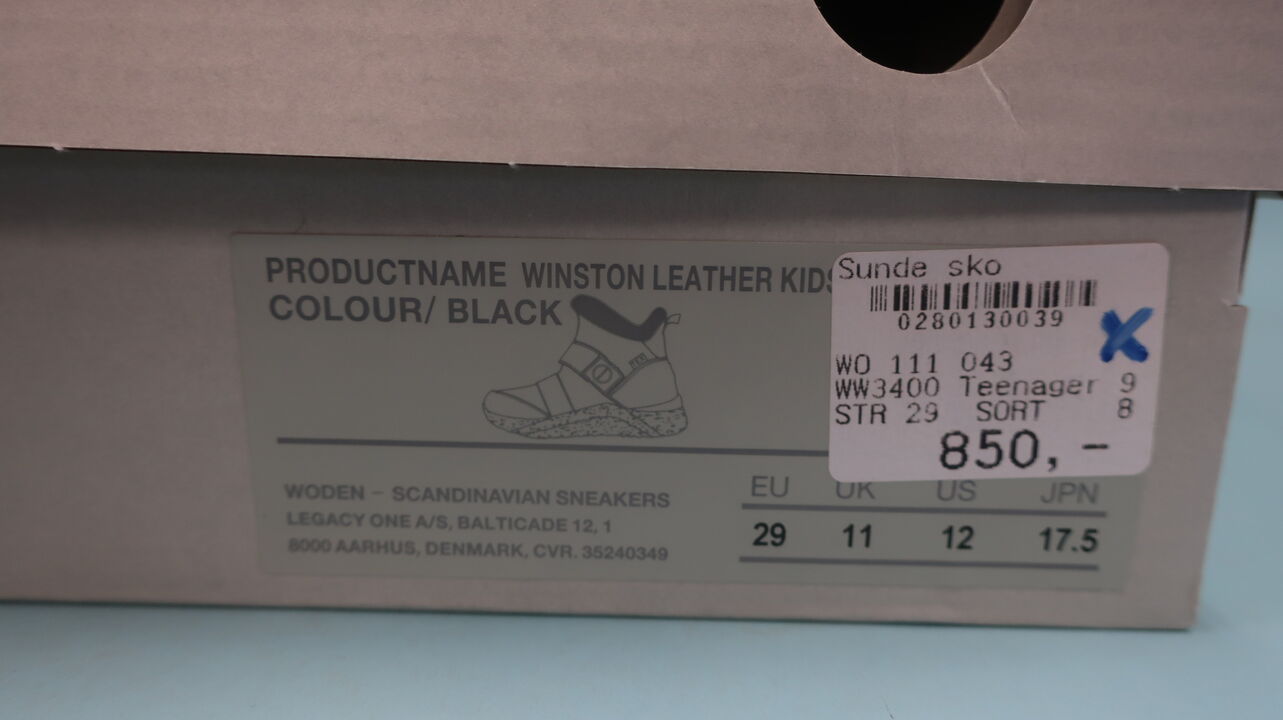 PRODUCTNAME WINSTON LEATHER KIDS
COLOUR/ BLACK
WODEN – SCANDINAVIAN SNEAKERS
LEGACY ONE A/S, BALTICADE 12, 1
8000 AARHUS, DENMARK, CVR. 35240349
Sunde sko
0280130039
WO 111 043
WW3400 Teenager 9
STR 29 SORT 8
850,-
EU UK US JPN
29 11 12 17.5